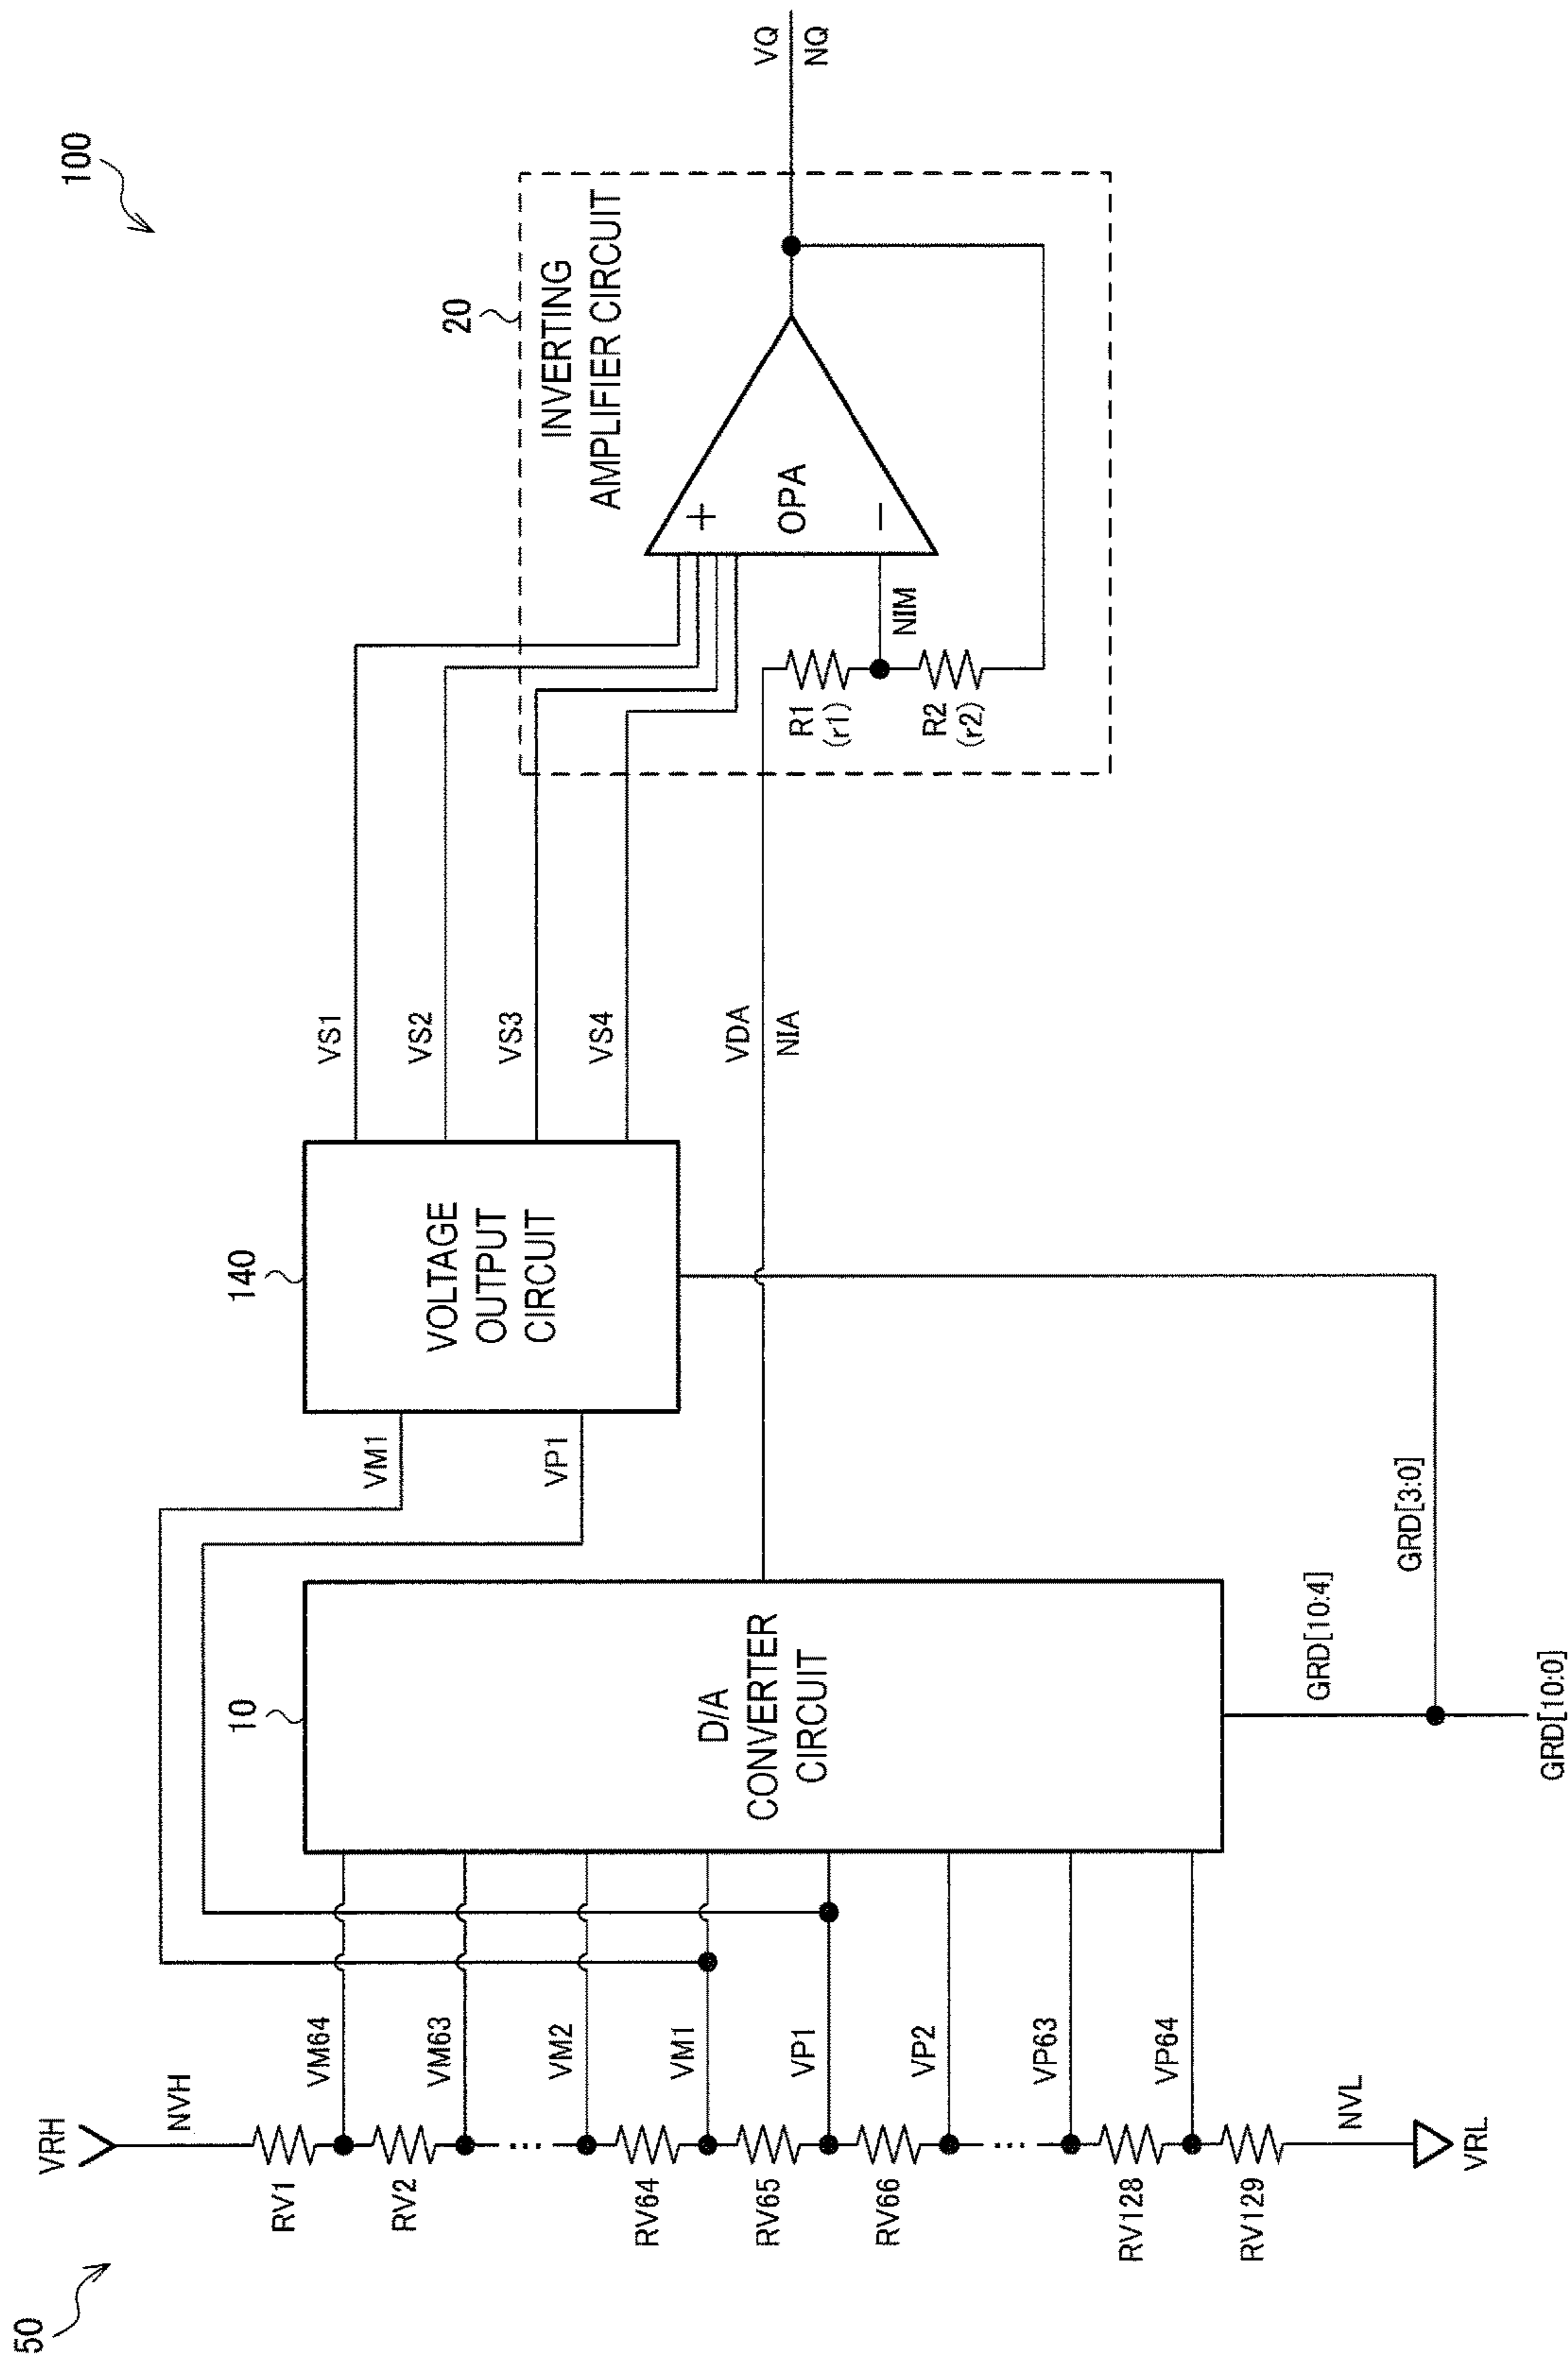 100
50
VRH
NVH
RV1
RV2
RV64
RV65
RV66
RV128
RV129
NVL
VRL
VM64
VM63
VM2
VM1
VP1
VP2
VP63
VP64
10
D/A
CONVERTER
CIRCUIT
GRD[10:4]
GRD[3:0]
GRD[10:0]
VM1
VP1
140
VOLTAGE
OUTPUT
CIRCUIT
VS1
VS2
VS3
VS4
VDA
NIA
20
INVERTING
AMPLIFIER CIRCUIT
R1
(r1)
R2
(r2)
NIM
+
OPA
−
VQ
NQ